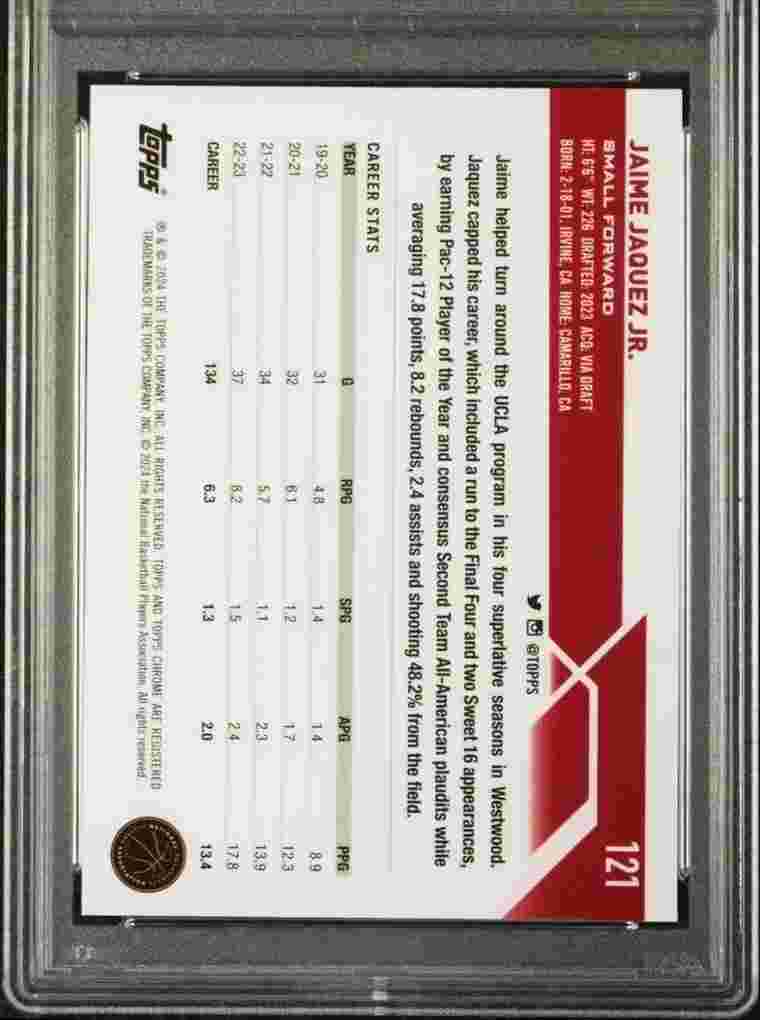 JAIME JAQUEZ JR.
121
SMALL FORWARD
HT: 6'6" WT: 226 DRAFTED: 2023 ACQ: VIA DRAFT
BORN: 2-18-01, IRVINE, CA HOME: CAMARILLO, CA
@TOPPS
Jaime helped turn around the UCLA program in his four superlative seasons in Westwood.
Jaquez capped his career, which included a run to the Final Four and two Sweet 16 appearances,
by earning Pac-12 Player of the Year and consensus Second Team All-American plaudits while
averaging 17.8 points, 8.2 rebounds, 2.4 assists and shooting 48.2% from the field.
CAREER STATS
YEAR G RPG SPG APG PPG
19-20 31 4.8 1.4 1.4 8.9
20-21 32 6.1 1.2 1.7 12.3
21-22 34 5.7 1.1 2.3 13.9
22-23 37 8.2 1.5 2.4 17.8
CAREER 134 6.3 1.3 2.0 13.4
topps®
® & © 2024 THE TOPPS COMPANY, INC. ALL RIGHTS RESERVED. TOPPS AND TOPPS CHROME ARE REGISTERED
TRADEMARKS OF THE TOPPS COMPANY, INC. © 2024 the National Basketball Players Association. All rights reserved.